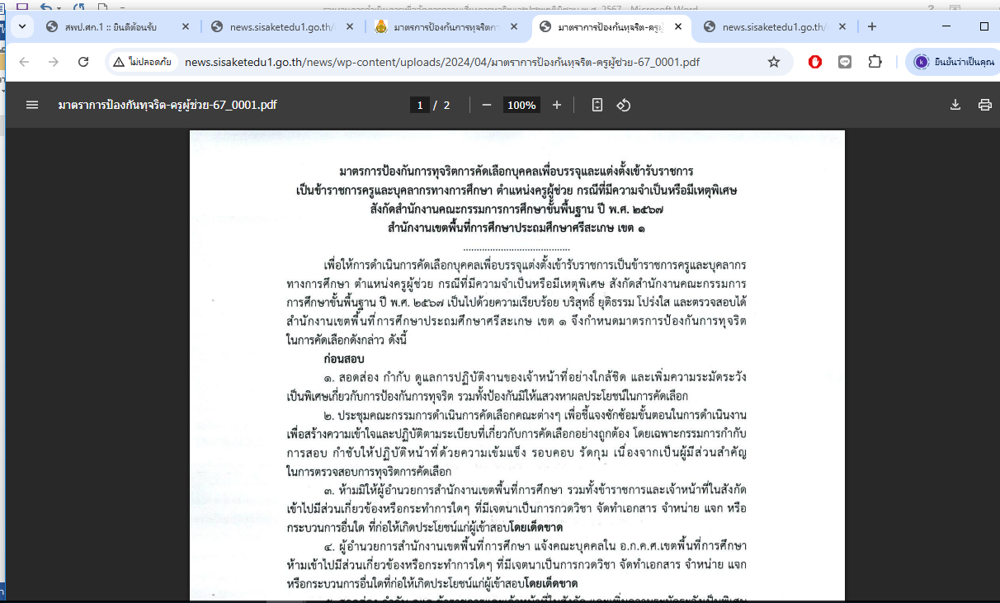 สพป.ศก.1 :: ยินดีต้อนรับ
news.sisaketedu1.go.th/
มาตราการป้องกันการทุจริตกา
มาตราการป้องกันทุจริต-ครูผู้
news.sisaketedu1.go.th/
ไม่ปลอดภัย
news.sisaketedu1.go.th/news/wp-content/uploads/2024/04/มาตราการป้องกันทุจริต-ครูผู้ช่วย-67_0001.pdf
k
ยืนยันว่าเป็นคุณ
มาตราการป้องกันทุจริต-ครูผู้ช่วย-67_0001.pdf
1 / 2
100%
มาตรการป้องกันการทุจริตการคัดเลือกบุคคลเพื่อบรรจุและแต่งตั้งเข้ารับราชการ
เป็นข้าราชการครูและบุคลากรทางการศึกษา ตำแหน่งครูผู้ช่วย กรณีที่มีความจำเป็นหรือมีเหตุพิเศษ
สังกัดสำนักงานคณะกรรมการการศึกษาขั้นพื้นฐาน ปี พ.ศ. ๒๕๖๗
สำนักงานเขตพื้นที่การศึกษาประถมศึกษาศรีสะเกษ เขต ๑
.......................................
เพื่อให้การดำเนินการคัดเลือกบุคคลเพื่อบรรจุแต่งตั้งเข้ารับราชการเป็นข้าราชการครูและบุคลากร
ทางการศึกษา ตำแหน่งครูผู้ช่วย กรณีที่มีความจำเป็นหรือมีเหตุพิเศษ สังกัดสำนักงานคณะกรรมการ
การศึกษาขั้นพื้นฐาน ปี พ.ศ. ๒๕๖๗ เป็นไปด้วยความเรียบร้อย บริสุทธิ์ ยุติธรรม โปร่งใส และตรวจสอบได้
สำนักงานเขตพื้นที่การศึกษาประถมศึกษาศรีสะเกษ เขต ๑ จึงกำหนดมาตรการป้องกันการทุจริต
ในการคัดเลือกดังกล่าว ดังนี้
ก่อนสอบ
๑. สอดส่อง กำกับ ดูแลการปฏิบัติงานของเจ้าหน้าที่อย่างใกล้ชิด และเพิ่มความระมัดระวัง
เป็นพิเศษเกี่ยวกับการป้องกันการทุจริต รวมทั้งป้องกันมิให้แสวงหาผลประโยชน์ในการคัดเลือก
๒. ประชุมคณะกรรมการดำเนินการคัดเลือกคณะต่างๆ เพื่อชี้แจงซักซ้อมขั้นตอนในการดำเนินงาน
เพื่อสร้างความเข้าใจและปฏิบัติตามระเบียบที่เกี่ยวกับการคัดเลือกอย่างถูกต้อง โดยเฉพาะกรรมการกำกับ
การสอบ กำชับให้ปฏิบัติหน้าที่ด้วยความเข้มแข็ง รอบคอบ รัดกุม เนื่องจากเป็นผู้มีส่วนสำคัญ
ในการตรวจสอบการทุจริตการคัดเลือก
๓. ห้ามมิให้ผู้อำนวยการสำนักงานเขตพื้นที่การศึกษา รวมทั้งข้าราชการและเจ้าหน้าที่ในสังกัด
เข้าไปมีส่วนเกี่ยวข้องหรือกระทำการใดๆ ที่มีเจตนาเป็นการกวดวิชา จัดทำเอกสาร จำหน่าย แจก หรือ
กระบวนการอื่นใด ที่ก่อให้เกิดประโยชน์แก่ผู้เข้าสอบโดยเด็ดขาด
๔. ผู้อำนวยการสำนักงานเขตพื้นที่การศึกษา แจ้งคณะบุคคลใน อ.ก.ค.ศ.เขตพื้นที่การศึกษา
ห้ามเข้าไปมีส่วนเกี่ยวข้องหรือกระทำการใดๆ ที่มีเจตนาเป็นการกวดวิชา จัดทำเอกสาร จำหน่าย แจก
หรือกระบวนการอื่นใดที่ก่อให้เกิดประโยชน์แก่ผู้เข้าสอบโดยเด็ดขาด